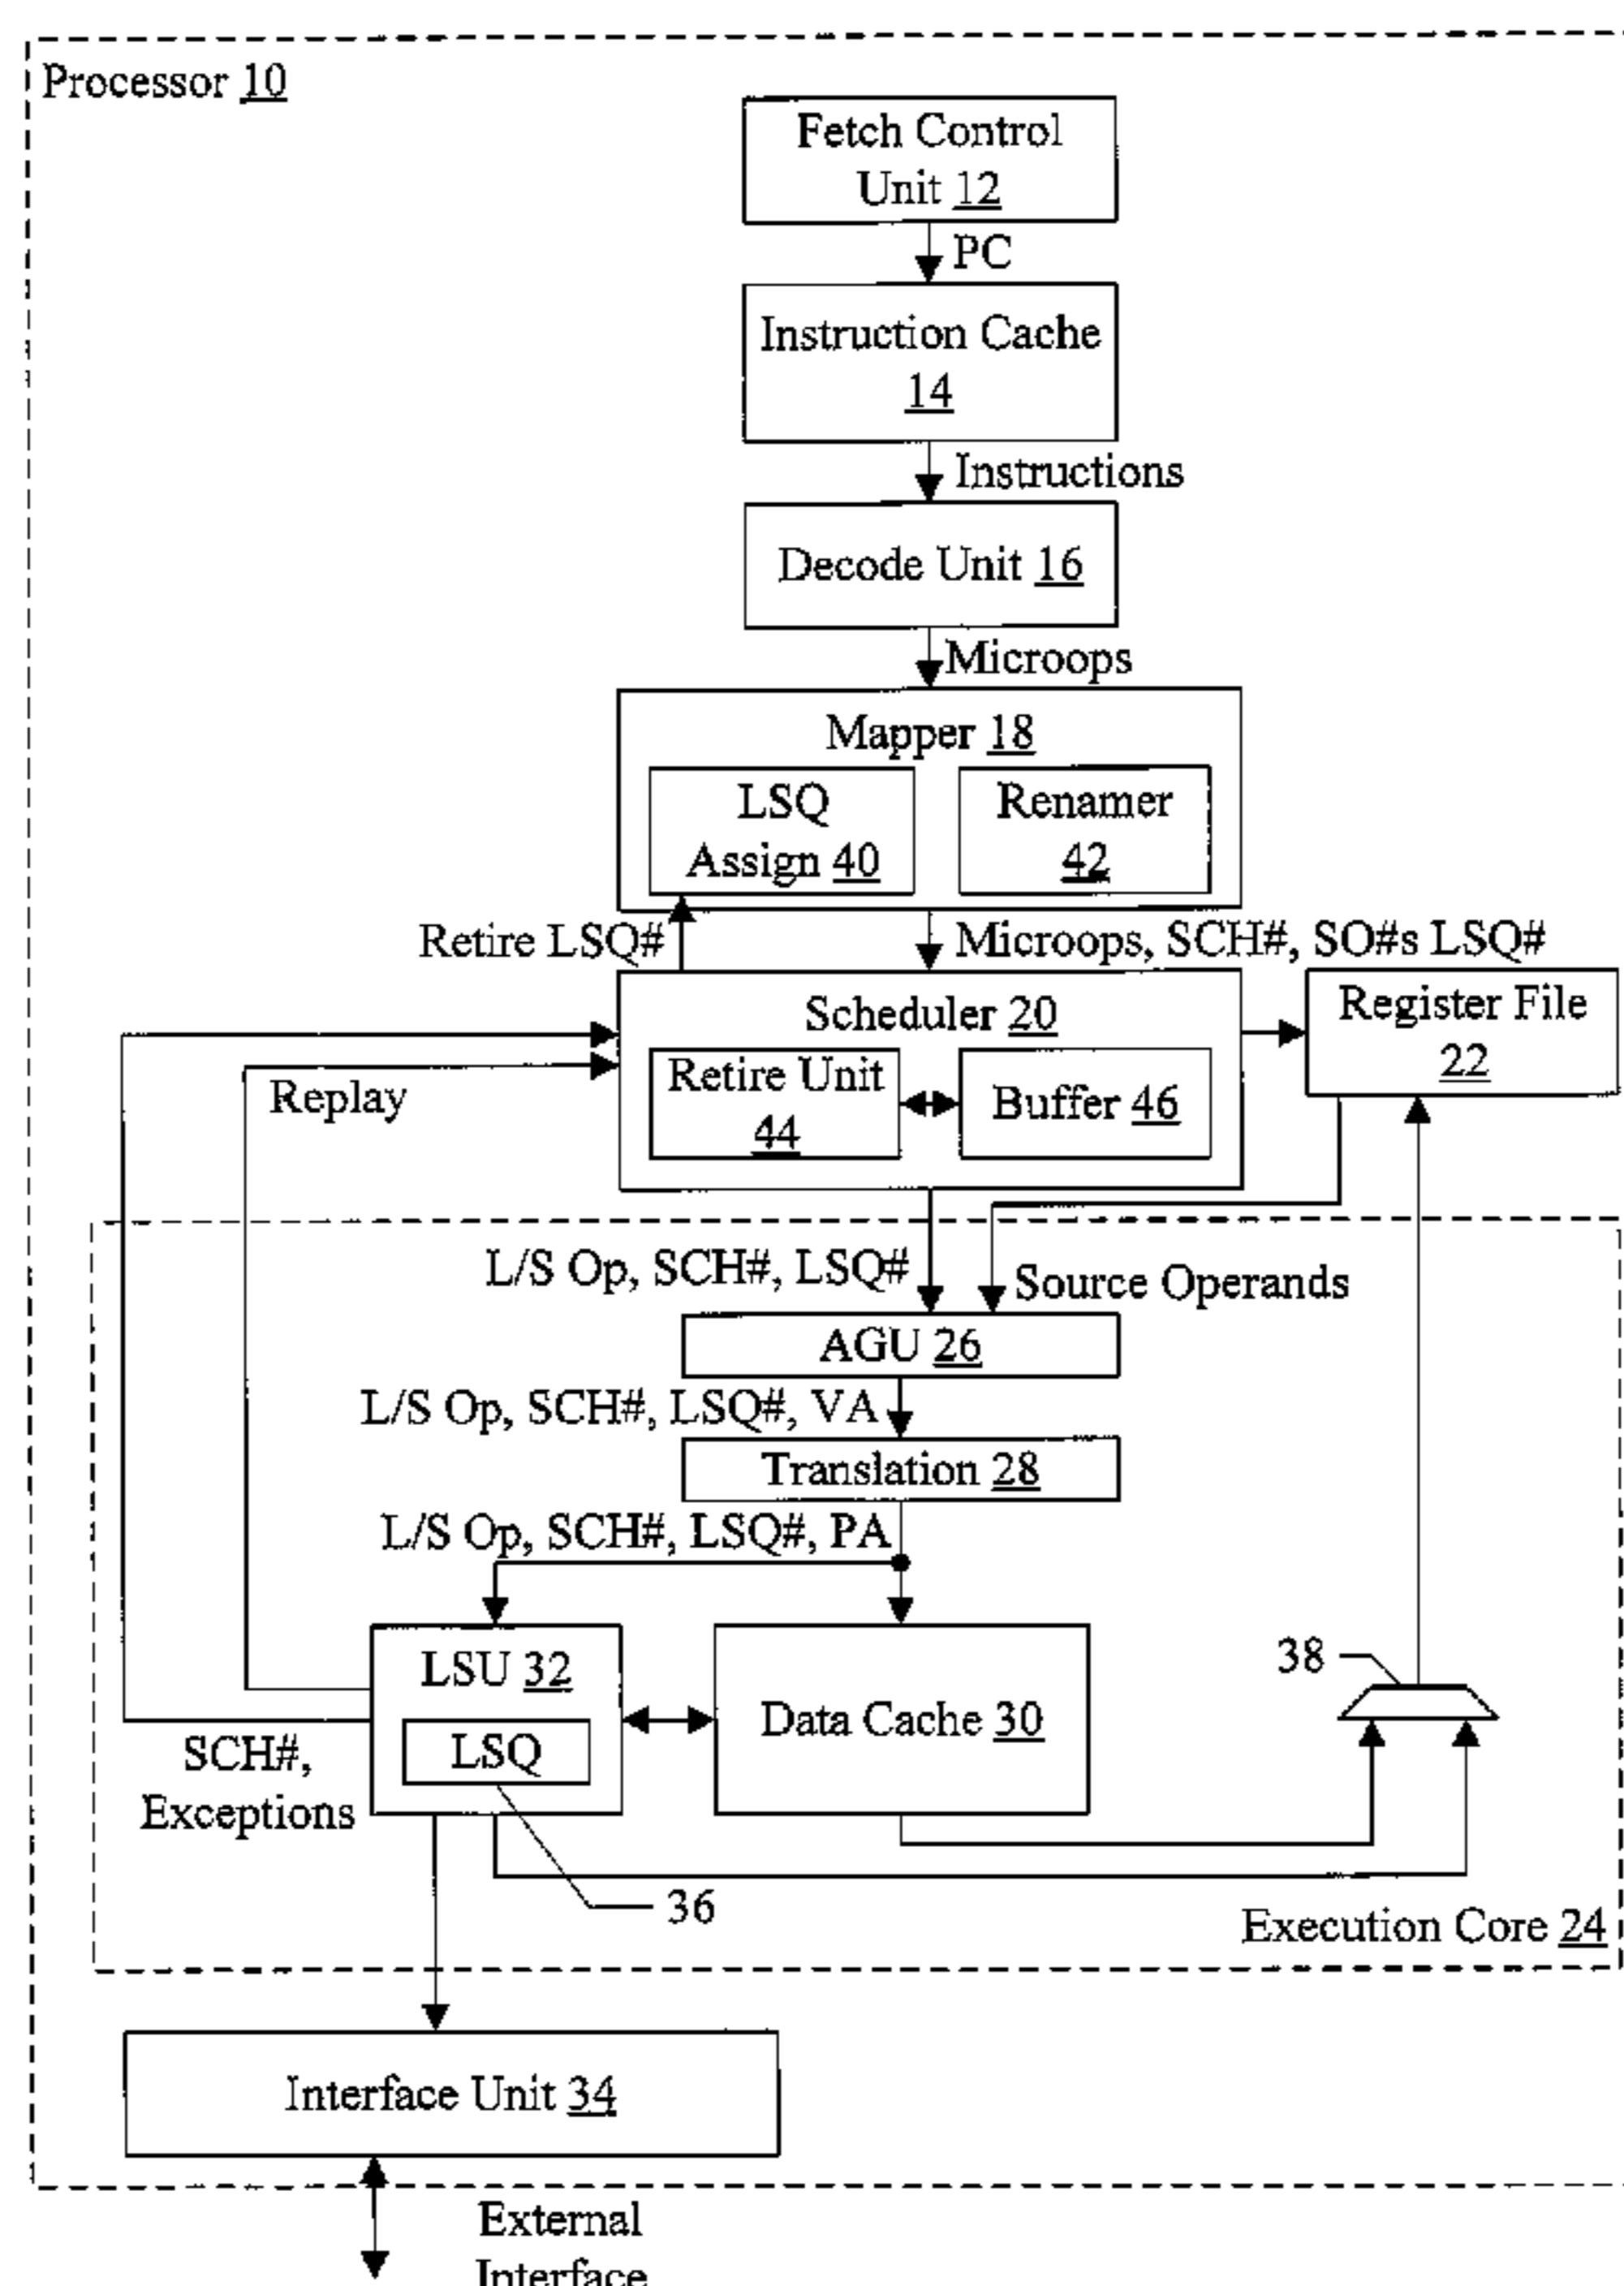 Processor 10
Fetch Control
Unit 12
PC
Instruction Cache
14
Instructions
Decode Unit 16
Microops
Mapper 18
LSQ
Assign 40
Renamer
42
Retire LSQ#
Microops, SCH#, SO#s LSQ#
Scheduler 20
Register File
22
Retire Unit
44
Buffer 46
Replay
L/S Op, SCH#, LSQ#
Source Operands
AGU 26
L/S Op, SCH#, LSQ#, VA
Translation 28
L/S Op, SCH#, LSQ#, PA
LSU 32
LSQ
Data Cache 30
38
SCH#,
Exceptions
36
Execution Core 24
Interface Unit 34
External
Interface